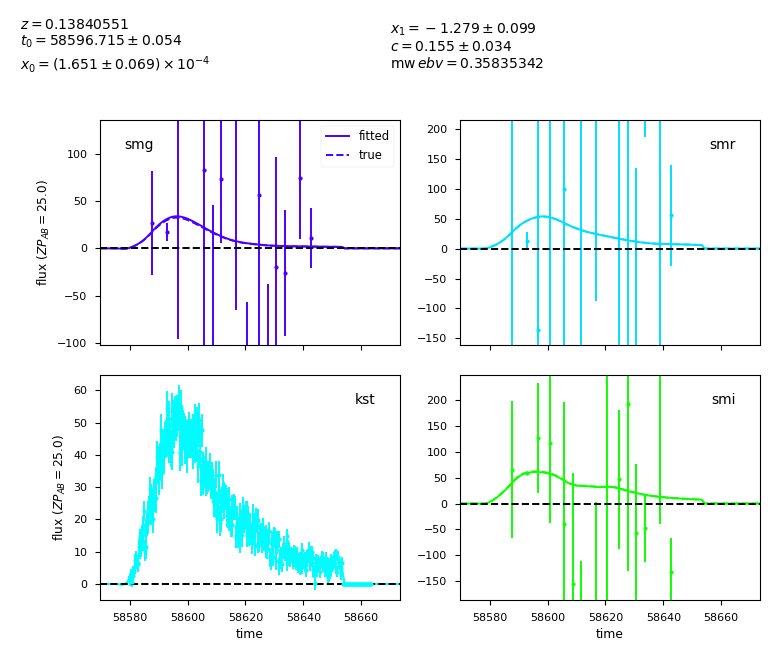 z = 0.13840551
t₀ = 58596.715 ± 0.054
x₀ = (1.651 ± 0.069) × 10⁻⁴
x₁ = −1.279 ± 0.099
c = 0.155 ± 0.034
mw ebv = 0.35835342
smg
fitted
true
100
50
0
−50
−100
flux (ZP_AB = 25.0)
smr
200
150
100
50
0
−50
−100
−150
kst
60
50
40
30
20
10
0
flux (ZP_AB = 25.0)
58580 58600 58620 58640 58660
time
smi
200
150
100
50
0
−50
−100
−150
58580 58600 58620 58640 58660
time